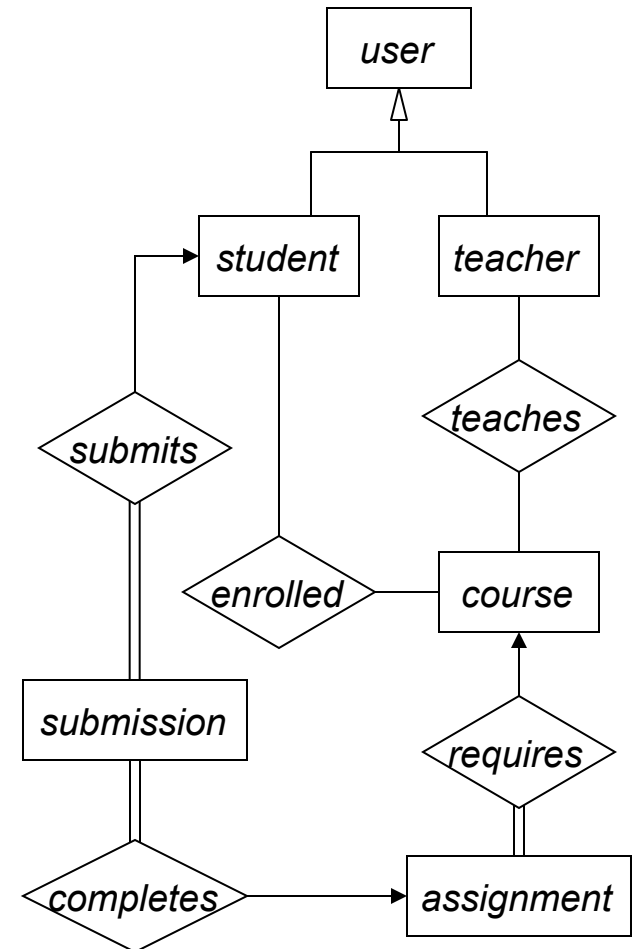 user
student
teacher
teaches
submits
enrolled
course
submission
requires
completes
assignment